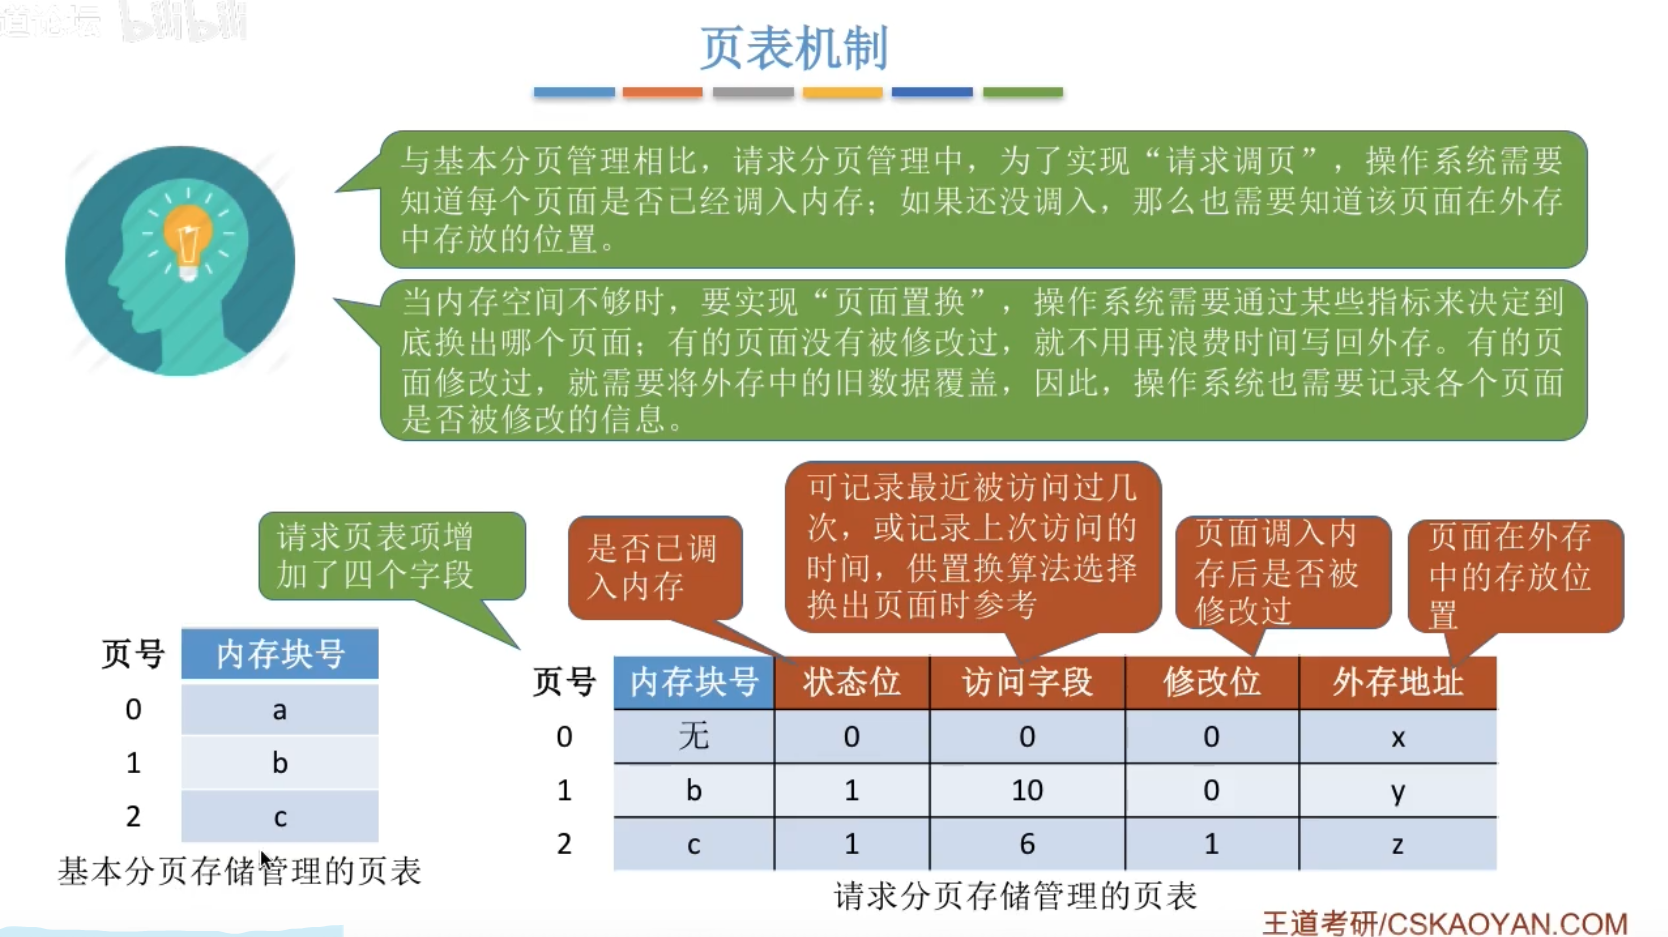 道论坛 bilibili
页表机制
与基本分页管理相比，请求分页管理中，为了实现“请求调页”，操作系统需要
知道每个页面是否已经调入内存；如果还没调入，那么也需要知道该页面在外存
中存放的位置。
当内存空间不够时，要实现“页面置换”，操作系统需要通过某些指标来决定到
底换出哪个页面；有的页面没有被修改过，就不用再浪费时间写回外存。有的页
面修改过，就需要将外存中的旧数据覆盖，因此，操作系统也需要记录各个页面
是否被修改的信息。
请求页表项增
加了四个字段
是否已调
入内存
可记录最近被访问过几
次，或记录上次访问的
时间，供置换算法选择
换出页面时参考
页面调入内
存后是否被
修改过
页面在外存
中的存放位
置
页号 内存块号
0 a
1 b
2 c
基本分页存储管理的页表
页号 内存块号 状态位 访问字段 修改位 外存地址
0 无 0 0 0 x
1 b 1 10 0 y
2 c 1 6 1 z
请求分页存储管理的页表
王道考研/CSKAOYAN.COM